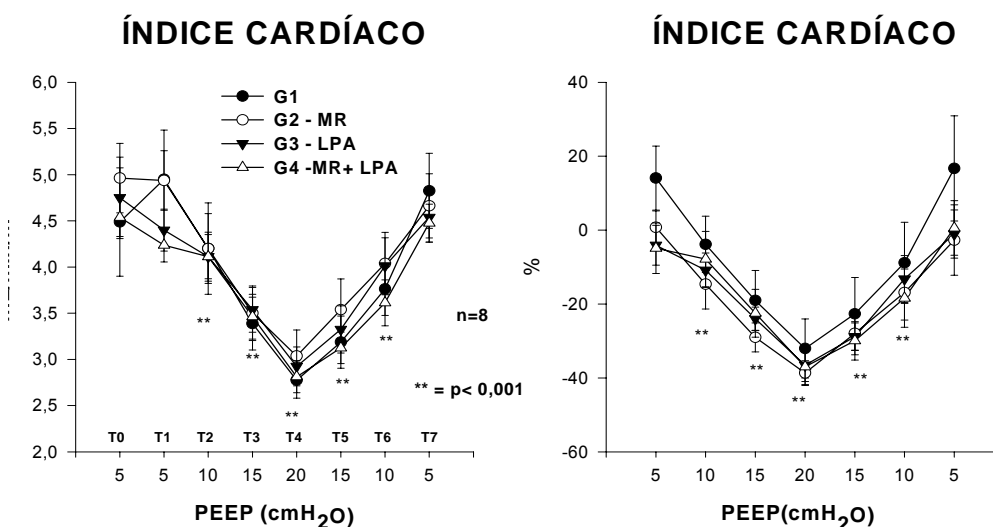 ÍNDICE CARDÍACO
6,0
5,5
5,0
4,5
4,0
3,5
3,0
2,5
2,0
G1
G2 - MR
G3 - LPA
G4 -MR+ LPA
n=8
** = p< 0,001
**
**
**
**
**
T0 T1 T2 T3 T4 T5 T6 T7
5 5 10 15 20 15 10 5
PEEP (cmH2O)
ÍNDICE CARDÍACO
40
20
0
-20
-40
-60
%
**
**
**
**
**
5 10 15 20 15 10 5
PEEP(cmH2O)